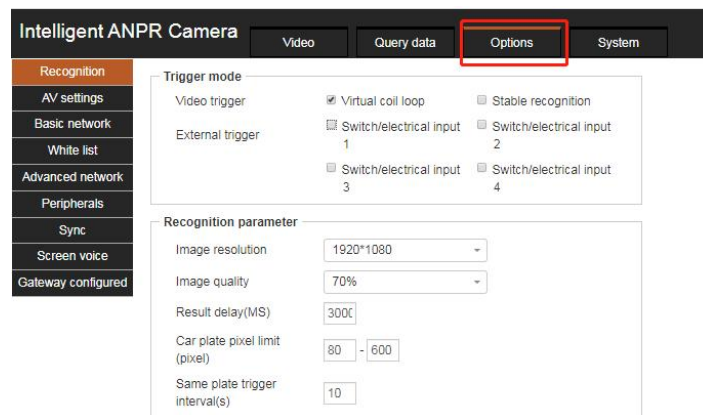 Intelligent ANPR Camera
Video Query data Options System
Recognition
AV settings
Basic network
White list
Advanced network
Peripherals
Sync
Screen voice
Gateway configured
Trigger mode
Video trigger Virtual coil loop Stable recognition
External trigger Switch/electrical input 1 Switch/electrical input 2
Switch/electrical input 3 Switch/electrical input 4
Recognition parameter
Image resolution 1920*1080
Image quality 70%
Result delay(MS) 3000
Car plate pixel limit (pixel) 80 - 600
Same plate trigger interval(s) 10